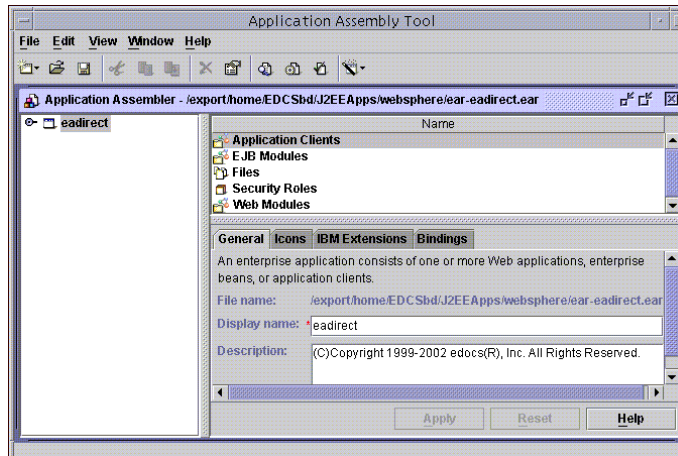 Application Assembly Tool
File Edit View Window Help
Application Assembler - /export/home/EDCSbd/J2EEApps/websphere/ear-eadirect.ear
eadirect
Name
Application Clients
EJB Modules
Files
Security Roles
Web Modules
General Icons IBM Extensions Bindings
An enterprise application consists of one or more Web applications, enterprise
beans, or application clients.
File name: /export/home/EDCSbd/J2EEApps/websphere/ear-eadirect.ear
Display name: *eadirect
Description: (C)Copyright 1999-2002 edocs(R), Inc. All Rights Reserved.
Apply Reset Help